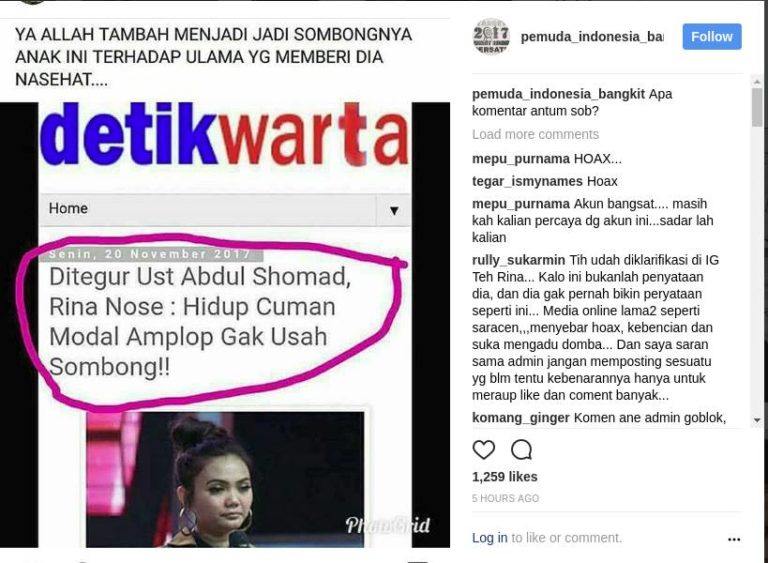 YA ALLAH TAMBAH MENJADI JADI SOMBONGNYA
ANAK INI TERHADAP ULAMA YG MEMBERI DIA
NASEHAT....
detikwarta
Home
Senin, 20 November 2017
Ditegur Ust Abdul Shomad,
Rina Nose : Hidup Cuman
Modal Amplop Gak Usah
Sombong!!
PhotoGrid
2017
pemuda_indonesia_ba
Follow
pemuda_indonesia_bangkit Apa
komentar antum sob?
Load more comments
mepu_purnama HOAX...
tegar_ismynames Hoax
mepu_purnama Akun bangsat.... masih
kah kalian percaya dg akun ini...sadar lah
kalian
rully_sukarmin Tih udah diklarifikasi di IG
Teh Rina... Kalo ini bukanlah penyataan
dia, dan dia gak pernah bikin peryataan
seperti ini... Media online lama2 seperti
saracen,,,menyebar hoax, kebencian dan
suka mengadu domba... Dan saya saran
sama admin jangan memposting sesuatu
yg blm tentu kebenarannya hanya untuk
meraup like dan coment banyak...
komang_ginger Komen ane admin goblok,
1,259 likes
5 HOURS AGO
Log in to like or comment.